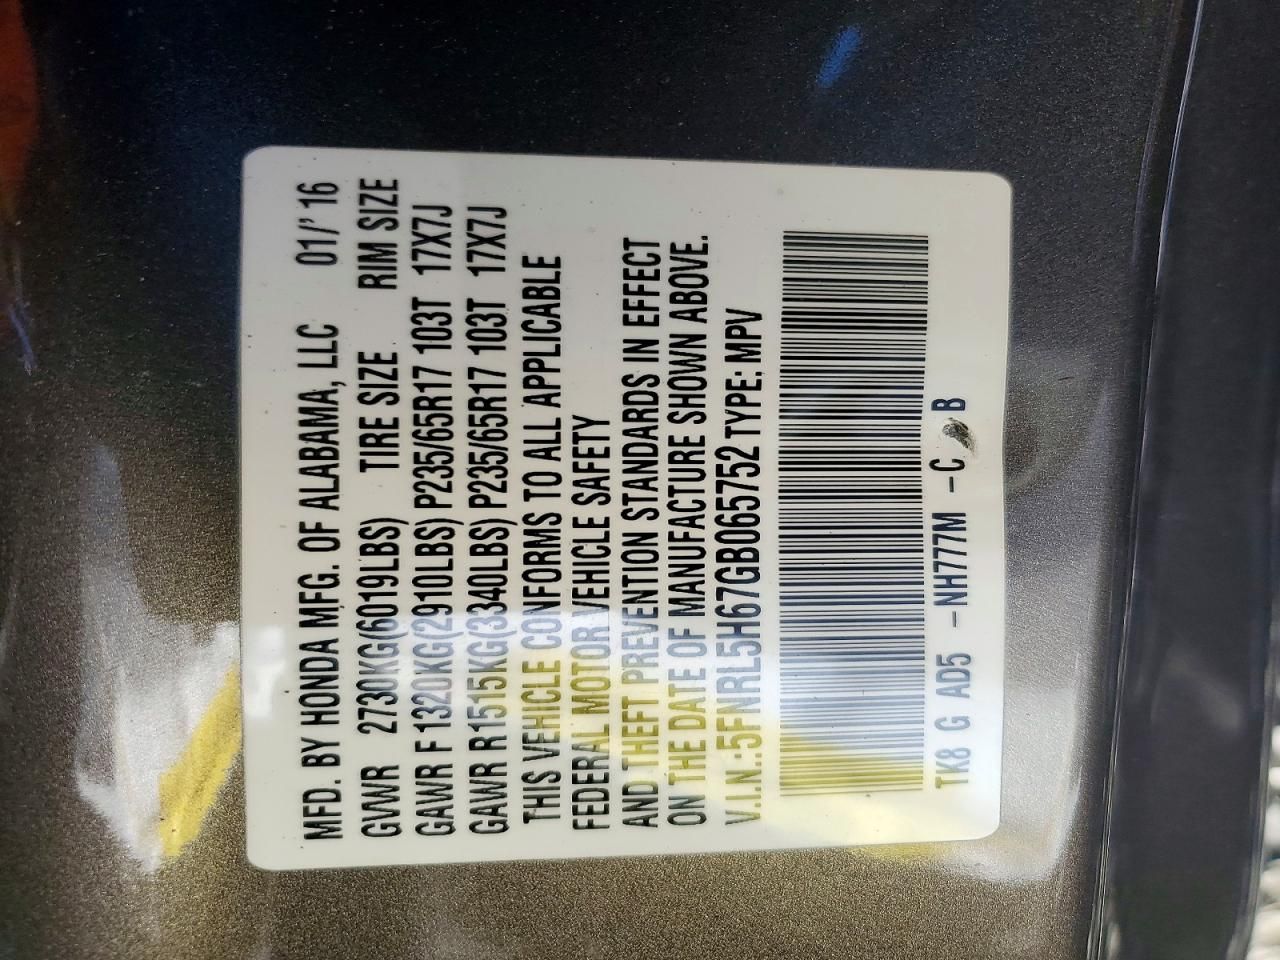 MFD. BY HONDA MFG. OF ALABAMA, LLC 01/'16
GVWR 2730KG(6019LBS) TIRE SIZE RIM SIZE
GAWR F 1320KG(2910LBS) P235/65R17 103T 17X7J
GAWR R 1515KG(3340LBS) P235/65R17 103T 17X7J
THIS VEHICLE CONFORMS TO ALL APPLICABLE
FEDERAL MOTOR VEHICLE SAFETY
AND THEFT PREVENTION STANDARDS IN EFFECT
ON THE DATE OF MANUFACTURE SHOWN ABOVE.
V.I.N.:5FNRL5H67GB065752 TYPE: MPV
TK8 G AD5 -NH777M -C B